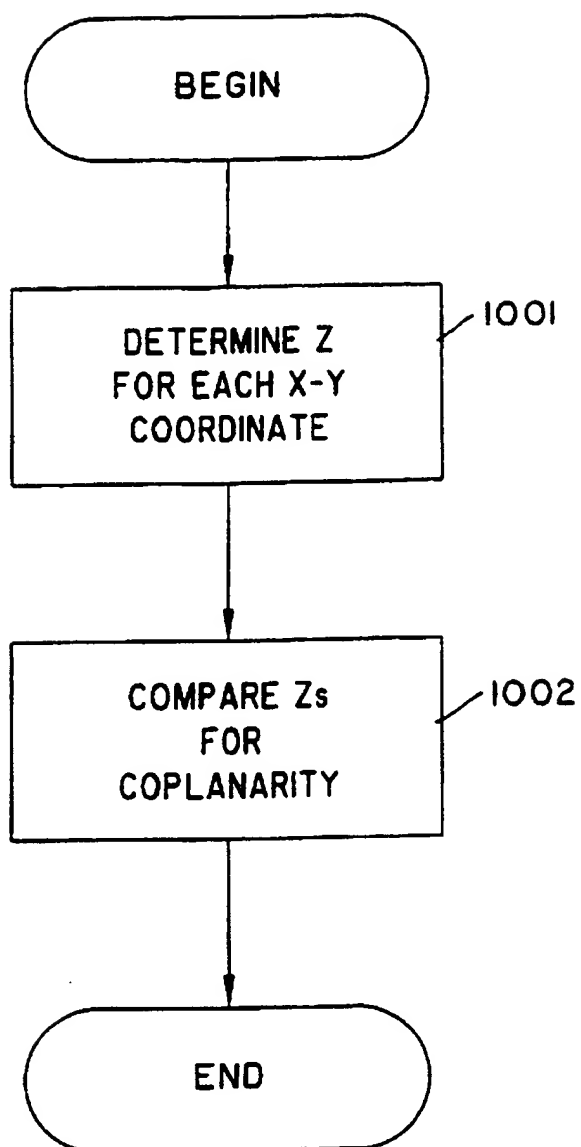 BEGIN
DETERMINE Z
FOR EACH X-Y
COORDINATE
1001
COMPARE Zs
FOR
COPLANARITY
1002
END